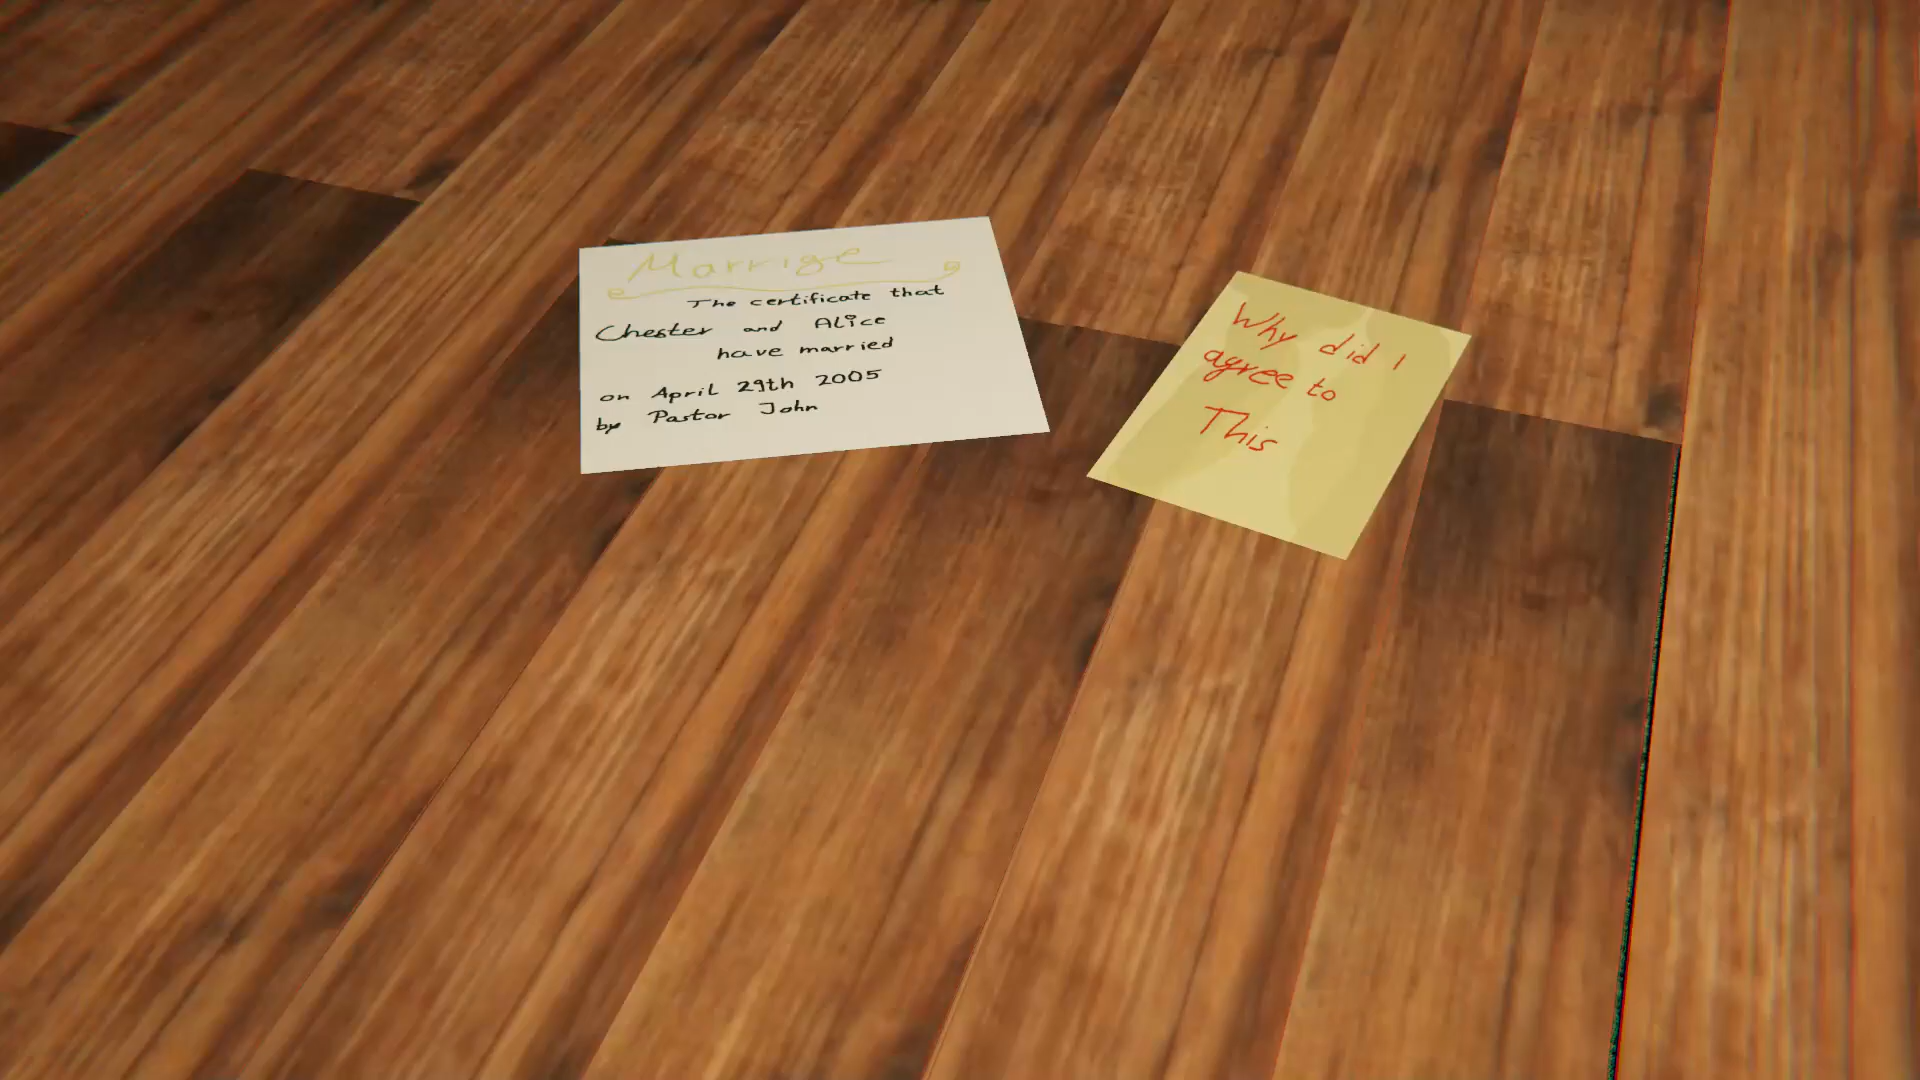 Marrige
The certificate that
Chester and Alice
have married
on April 29th 2005
by Pastor John
Why did I
agree to
This